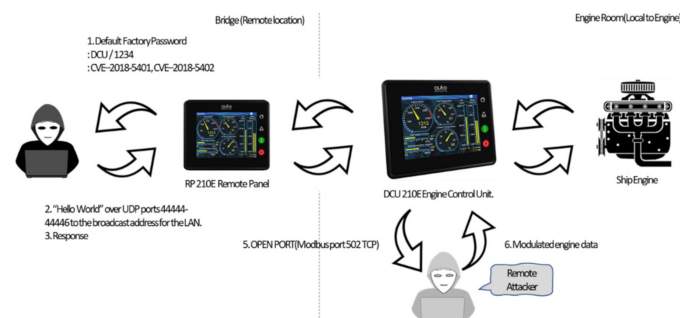 Bridge (Remote location)
Engine Room(Local to Engine)
1. Default Factory Password
: DCU / 1234
: CVE–2018-5401, CVE–2018-5402
auto
auto
1313
RP 210E Remote Panel
DCU 210E Engine Control Unit.
Ship Engine
2. “Hello World” over UDP ports 44444-
44446 to the broadcast address for the LAN.
3. Response
5. OPEN PORT(Modbus port 502 TCP)
6. Modulated engine data
Remote
Attacker